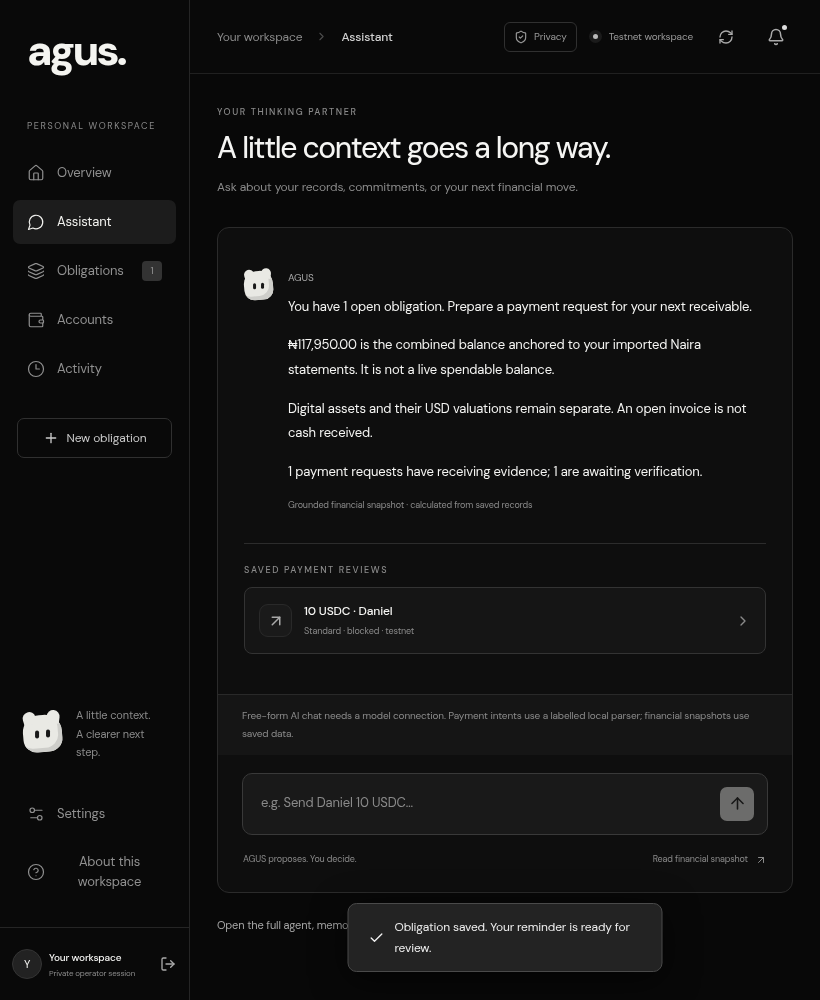 agus.
PERSONAL WORKSPACE
Overview
Assistant
Obligations 1
Accounts
Activity
New obligation
A little context.
A clearer next
step.
Settings
About this
workspace
Y
Your workspace
Private operator session
Your workspace > Assistant
Privacy
Testnet workspace
YOUR THINKING PARTNER
A little context goes a long way.
Ask about your records, commitments, or your next financial move.
AGUS
You have 1 open obligation. Prepare a payment request for your next receivable.
₦117,950.00 is the combined balance anchored to your imported Naira
statements. It is not a live spendable balance.
Digital assets and their USD valuations remain separate. An open invoice is not
cash received.
1 payment requests have receiving evidence; 1 are awaiting verification.
Grounded financial snapshot · calculated from saved records
SAVED PAYMENT REVIEWS
10 USDC · Daniel
Standard · blocked · testnet
Free-form AI chat needs a model connection. Payment intents use a labelled local parser; financial snapshots use
saved data.
e.g. Send Daniel 10 USDC…
AGUS proposes. You decide.
Read financial snapshot
Open the full agent,
Obligation saved. Your reminder is ready for
review.